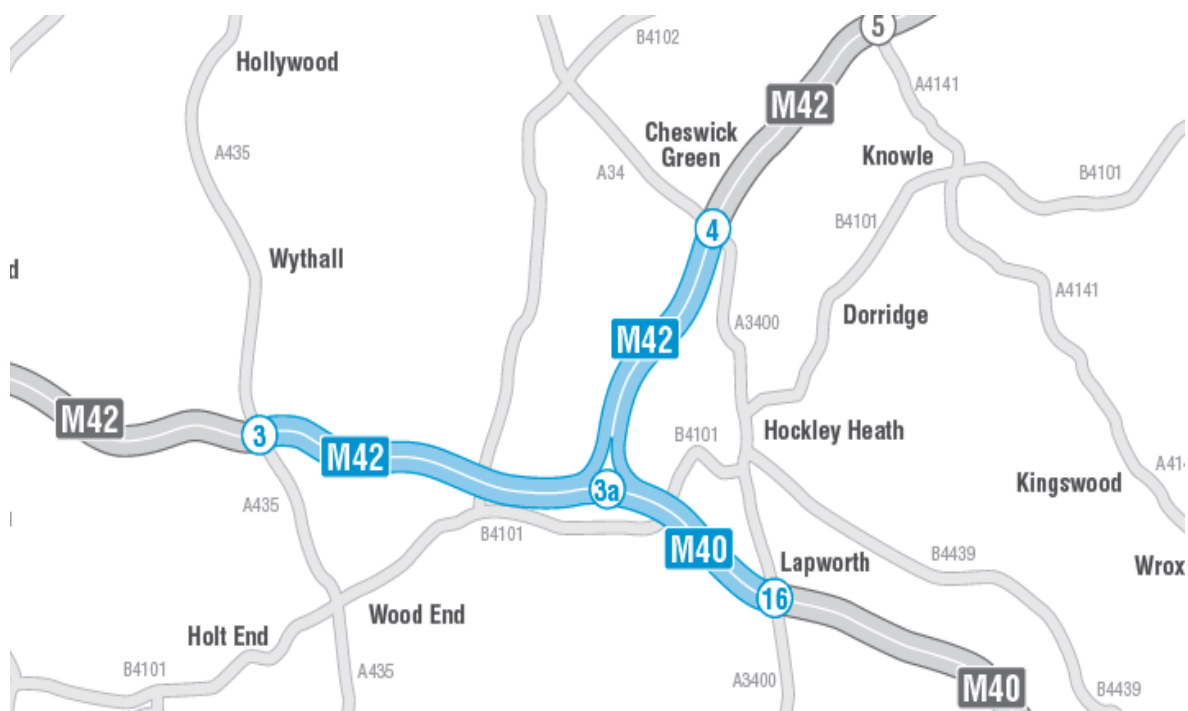 5
B4102
Hollywood
A4141
M42
Cheswick
Green
A435
Knowle
A34
B4101
B4101
4
Wythall
d
A4141
Dorridge
A3400
M42
M42
3
Hockley Heath
B4101
M42
A414
Kingswood
3a
A435
B4101
M40
B4439
Lapworth
Wrox
16
Wood End
Holt End
B4101
A435
A3400
M40
B4439